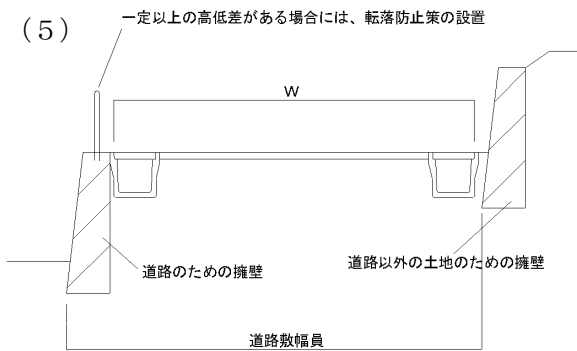 (5)
一定以上の高低差がある場合には、転落防止策の設置
W
道路のための擁壁
道路以外の土地のための擁壁
道路敷幅員